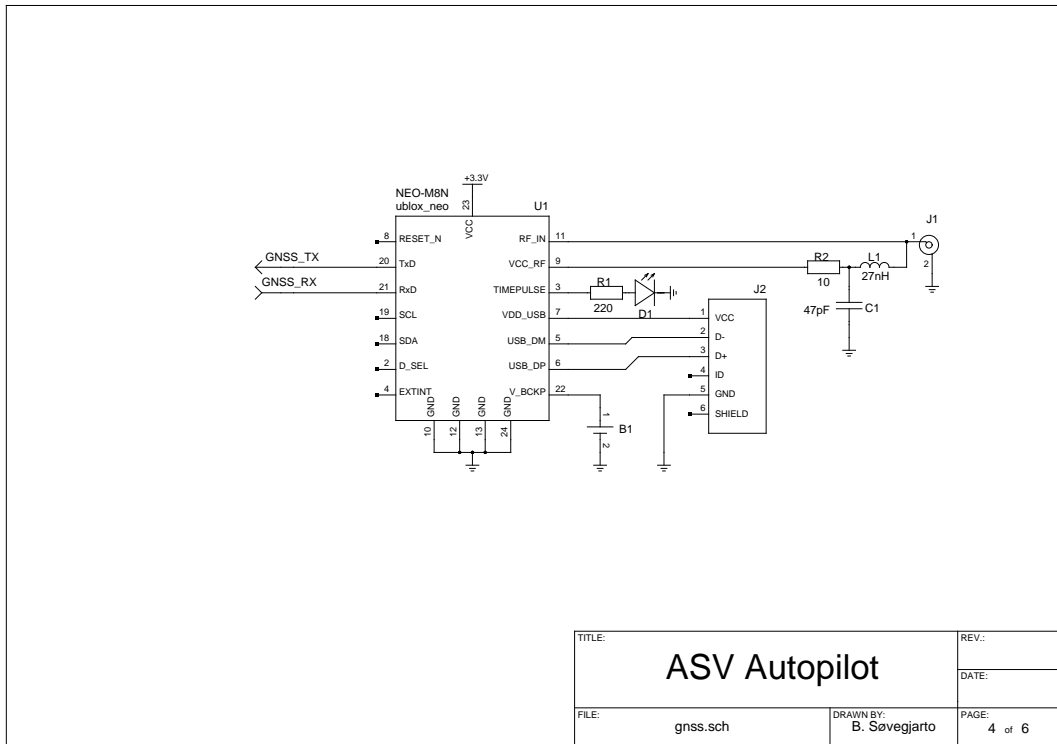 +3.3V
NEO-M8N
ublox_neo
U1
23
VCC
8 RESET_N
20 TxD
21 RxD
19 SCL
18 SDA
2 D_SEL
4 EXTINT
GNSS_TX
GNSS_RX
RF_IN 11
VCC_RF 9
TIMEPULSE 3
VDD_USB 7
USB_DM 5
USB_DP 6
V_BCKP 22
GND GND GND GND
10 12 13 24
R1
220
D1
1
B1
2
J2
1 VCC
2 D-
3 D+
4 ID
5 GND
6 SHIELD
R2
10
L1
27nH
47pF C1
J1
1
2
TITLE:
ASV Autopilot
REV.:
DATE:
FILE:
gnss.sch
DRAWN BY:
B. Søvegjarto
PAGE:
4 of 6